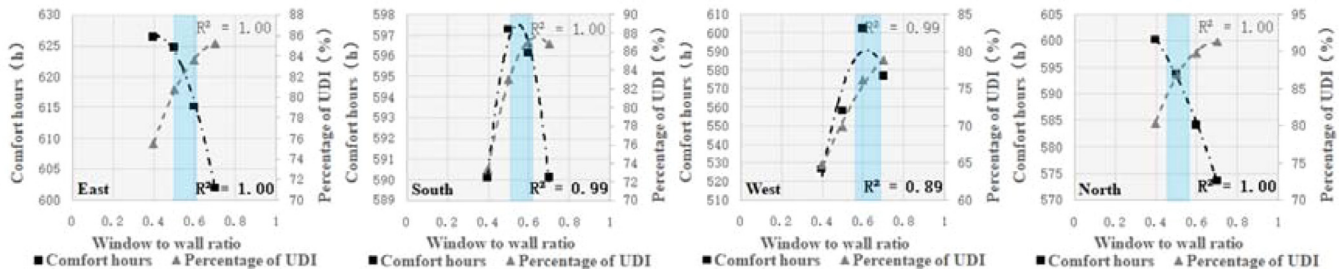 Comfort hours (h)
630
625
620
615
610
605
600
R² = 1.00
East
R² = 1.00
88
86
84
82
80
78
76
74
72
70
Percentage of UDI (%)
0 0.2 0.4 0.6 0.8 1
Window to wall ratio
■Comfort hours ▲Percentage of UDI
Comfort hours (h)
598
597
596
595
594
593
592
591
590
589
R² = 1.00
South
R² = 0.99
90
88
86
84
82
80
78
76
74
72
70
Percentage of UDI (%)
0 0.2 0.4 0.6 0.8 1
Window to wall ratio
■ Comfort hours ▲ Percentage of UDI
Comfort hours (h)
610
600
590
580
570
560
550
540
530
520
510
R² = 0.99
West
R² = 0.89
85
80
75
70
65
60
Percentage of UDI (%)
0 0.2 0.4 0.6 0.8 1
Window to wall ratio
■ Comfort hours ▲ Percentage of UDI
Comfort hours (h)
605
600
595
590
585
580
575
570
R² = 1.00
North
R² = 1.00
95
90
85
80
75
70
Percentage of UDI (%)
0 0.2 0.4 0.6 0.8 1
Window to wall ratio
■ Comfort hours ▲ Percentage of UDI